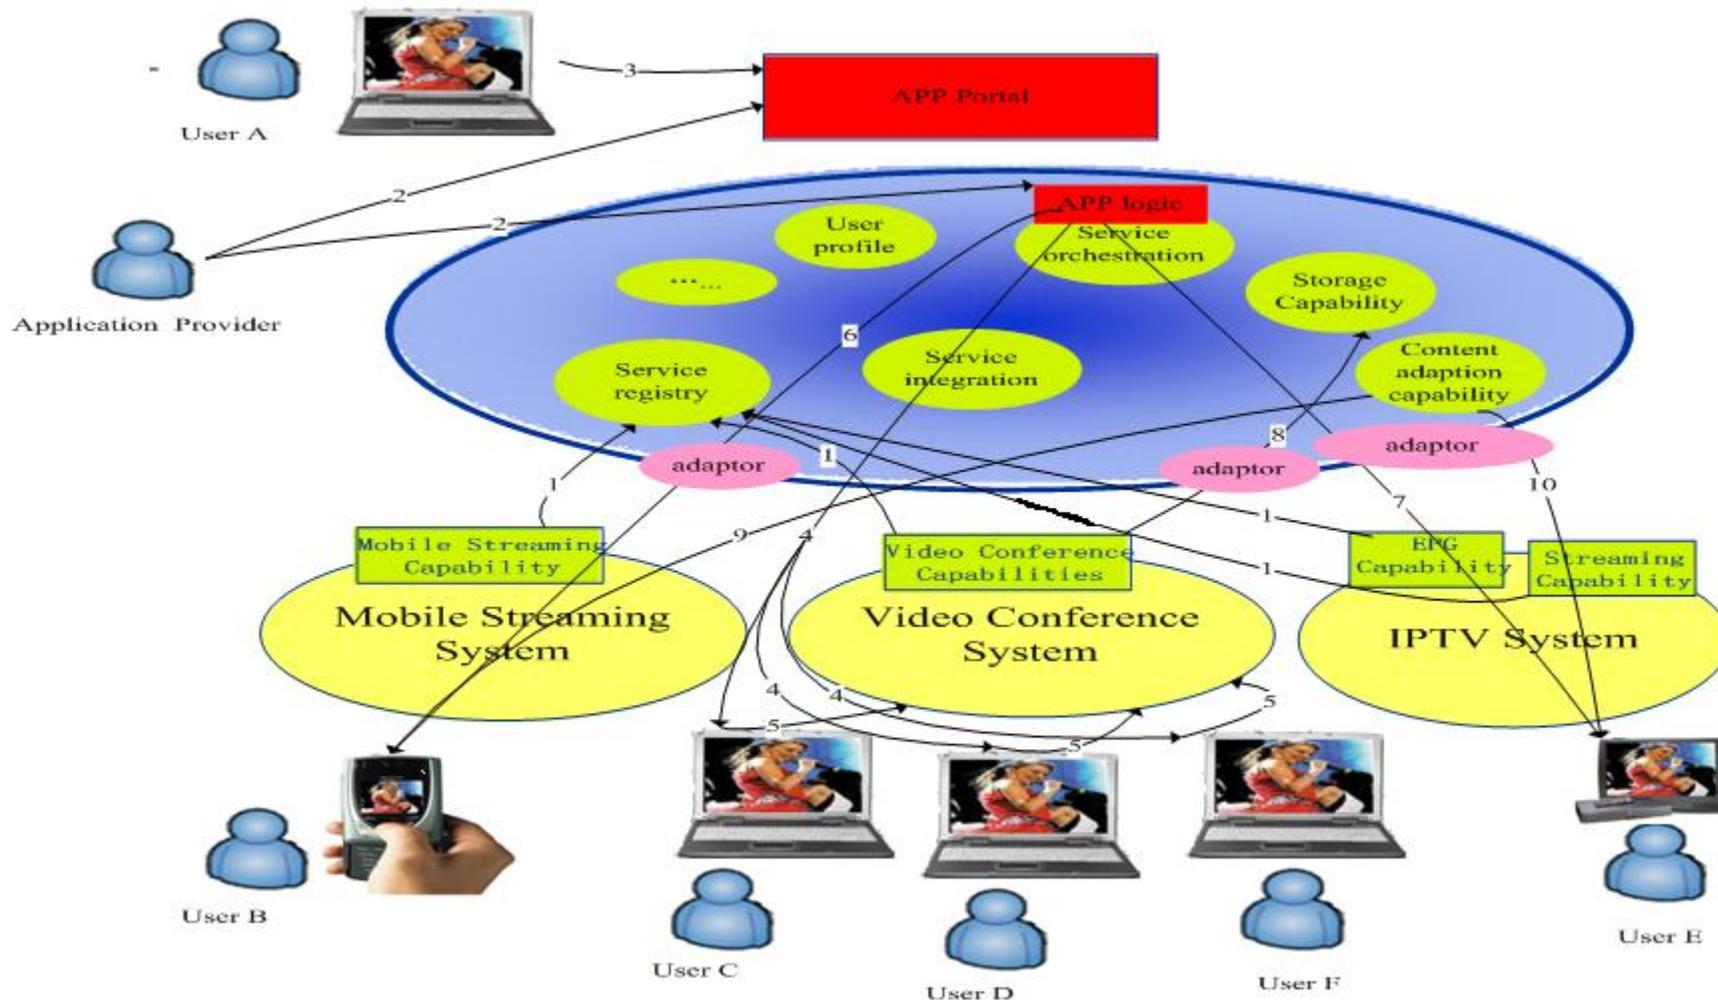 3
APP Portal
User A
2
2
APP logic
User
profile
Service
orchestration
...…
Storage
Capability
Application Provider
6
Service
registry
Service
integration
Content
adaption
capability
8
1
adaptor
adaptor
adaptor
1
10
7
1
9
4
Mobile Streaming
Capability
Video Conference
Capabilities
EPG
Capability
Streaming
Capability
1
Mobile Streaming
System
Video Conference
System
IPTV System
4
4
5
5
5
User B
User C
User D
User F
User E